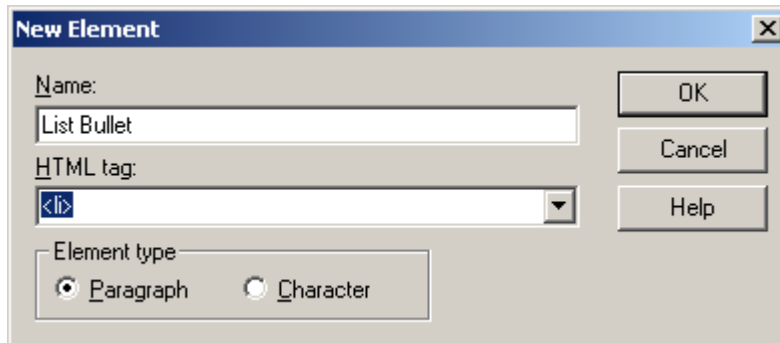 New Element
Name:
OK
List Bullet
Cancel
HTML tag:
<li>
Help
Element type
Paragraph Character